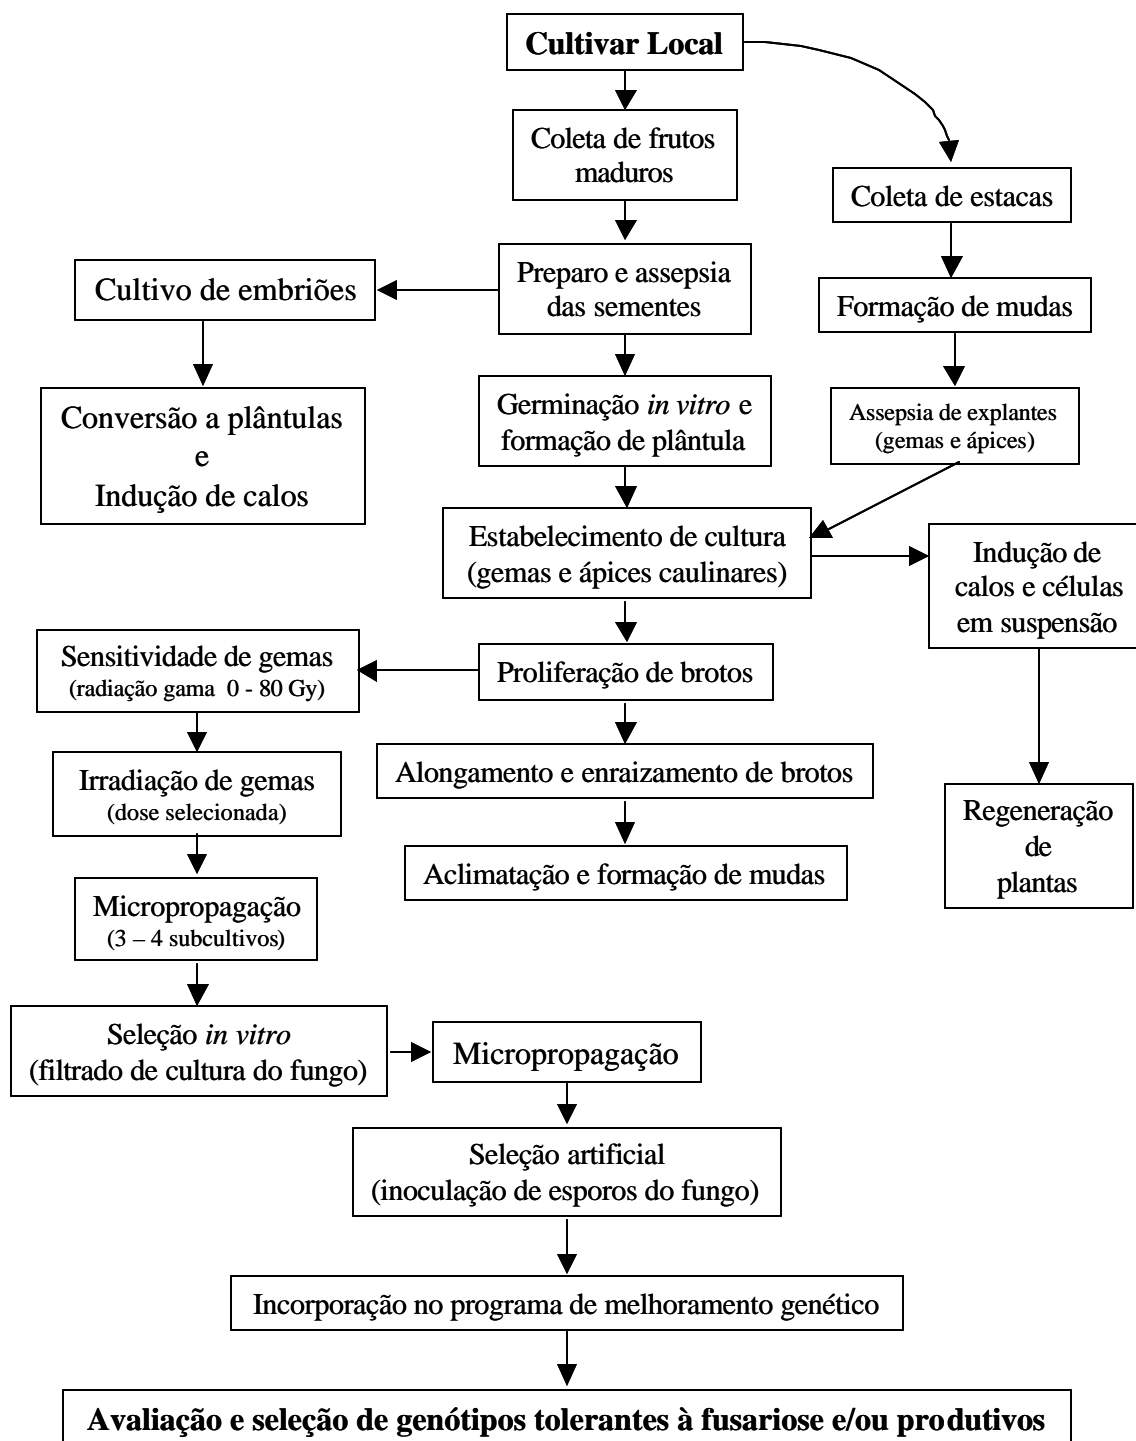 Cultivar Local
Coleta de frutos
maduros
Coleta de estacas
Preparo e assepsia
das sementes
Cultivo de embriões
Formação de mudas
Conversão a plântulas
e
Indução de calos
Germinação in vitro e
formação de plântula
Assepsia de explantes
(gemas e ápices)
Estabelecimento de cultura
(gemas e ápices caulinares)
Indução de
calos e células
em suspensão
Sensitividade de gemas
(radiação gama 0 - 80 Gy)
Proliferação de brotos
Irradiação de gemas
(dose selecionada)
Alongamento e enraizamento de brotos
Regeneração
de
plantas
Aclimatação e formação de mudas
Micropropagação
(3 – 4 subcultivos)
Seleção in vitro
(filtrado de cultura do fungo)
Micropropagação
Seleção artificial
(inoculação de esporos do fungo)
Incorporação no programa de melhoramento genético
Avaliação e seleção de genótipos tolerantes à fusariose e/ou produtivos